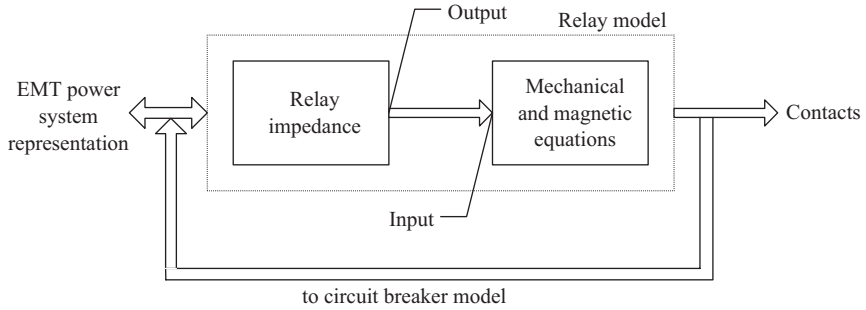 Output
Relay model
EMT power
system
representation
Relay
impedance
Mechanical
and magnetic
equations
Contacts
Input
to circuit breaker model